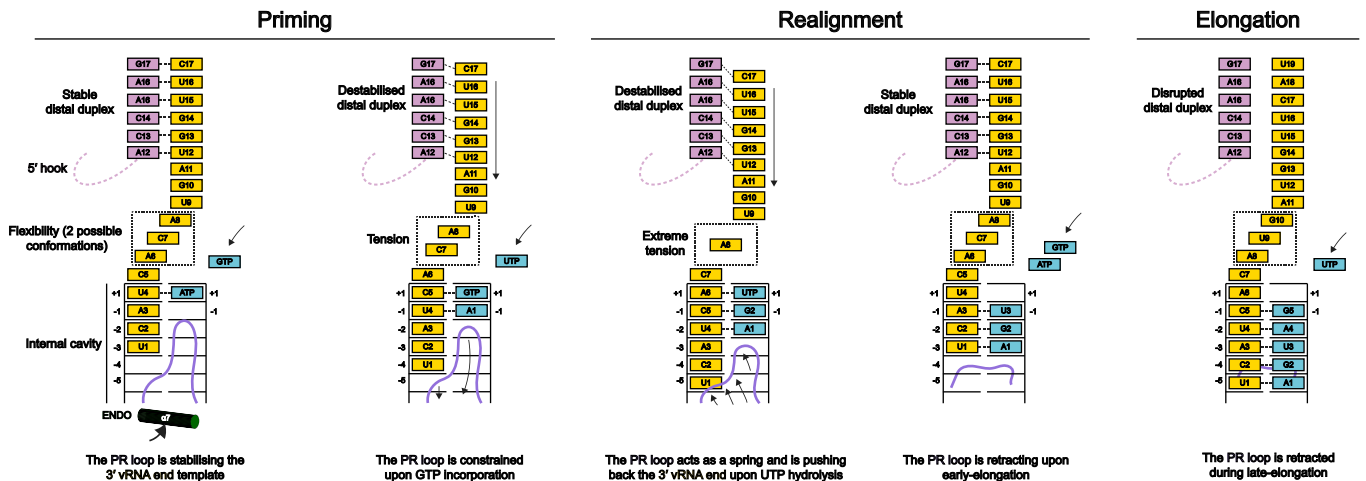 Priming
Realignment
Elongation
Stable
distal duplex
5′ hook
Flexibility (2 possible
conformations)
Internal cavity
G17 C17
A16 U16
A16 U15
C14 G14
C13 G13
A12 U12
A11
G10
U9
A8
C7
A6
GTP
C5
+1 U4 ATP +1
-1 A3 -1
-2 C2
-3 U1
-4
-5
ENDO
α7
The PR loop is stabilising the
3′ vRNA end template
Destabilised
distal duplex
G17 C17
A16 U16
A16 U15
C14 G14
C13 G13
A12 U12
A11
G10
U9
Tension
A8
C7
UTP
A6
+1 C5 GTP +1
-1 U4 A1 -1
-2 A3
-3 C2
-4 U1
-5
The PR loop is constrained
upon GTP incorporation
Destabilised
distal duplex
G17 C17
A16 U16
A16 U15
C14 G14
C13 G13
A12 U12
A11
G10
U9
Extreme
tension
A8
C7
+1 A6 UTP +1
-1 C5 G2 -1
-2 U4 A1
-3 A3
-4 C2
-5 U1
The PR loop acts as a spring and is pushing
back the 3′ vRNA end upon UTP hydrolysis
Stable
distal duplex
G17 C17
A16 U16
A16 U15
C14 G14
C13 G13
A12 U12
A11
G10
U9
A8
C7
A6
GTP
ATP
C5
+1 U4 +1
-1 A3 U3 -1
-2 C2 G2
-3 U1 A1
-4
-5
The PR loop is retracting upon
early-elongation
Disrupted
distal duplex
G17 U19
A16 A18
A16 C17
C14 U16
C13 U15
A12 G14
G13
U12
A11
G10
U9
A8
UTP
C7
+1 A6 +1
-1 C5 G5 -1
-2 U4 A4
-3 A3 U3
-4 C2 G2
-5 U1 A1
The PR loop is retracted
during late-elongation